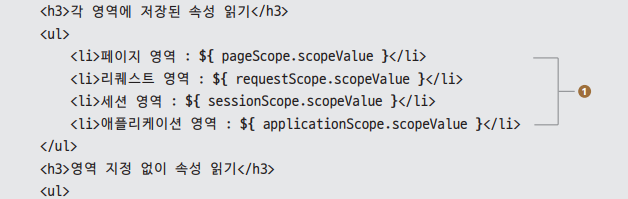 <h3>각 영역에 저장된 속성 읽기</h3>
<ul>
    <li>페이지 영역 : ${ pageScope.scopeValue }</li>
    <li>리퀘스트 영역 : ${ requestScope.scopeValue }</li>
    <li>세션 영역 : ${ sessionScope.scopeValue }</li>
    <li>애플리케이션 영역 : ${ applicationScope.scopeValue }</li>
</ul>
<h3>영역 지정 없이 속성 읽기</h3>
<ul>
1